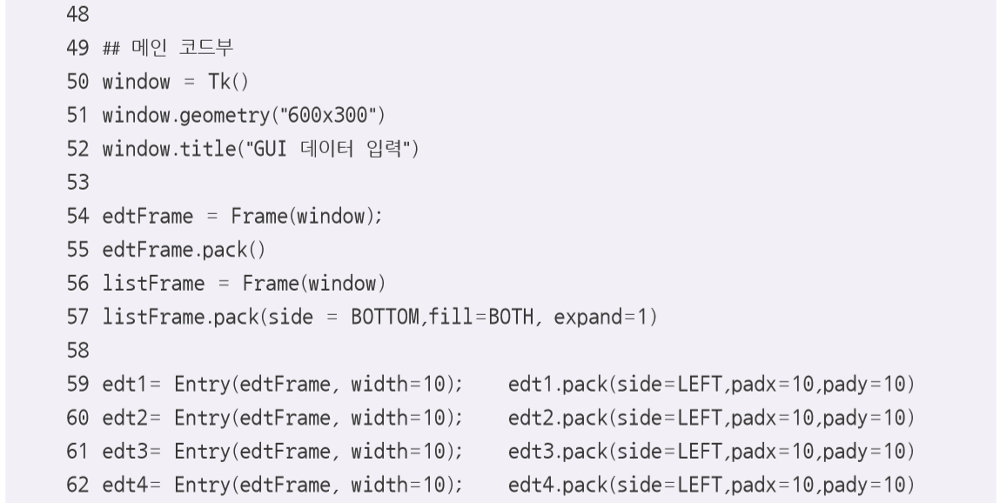 48
49 ## 메인 코드부
50 window = Tk()
51 window.geometry("600x300")
52 window.title("GUI 데이터 입력")
53
54 edtFrame = Frame(window);
55 edtFrame.pack()
56 listFrame = Frame(window)
57 listFrame.pack(side = BOTTOM,fill=BOTH, expand=1)
58
59 edt1= Entry(edtFrame, width=10);    edt1.pack(side=LEFT,padx=10,pady=10)
60 edt2= Entry(edtFrame, width=10);    edt2.pack(side=LEFT,padx=10,pady=10)
61 edt3= Entry(edtFrame, width=10);    edt3.pack(side=LEFT,padx=10,pady=10)
62 edt4= Entry(edtFrame, width=10);    edt4.pack(side=LEFT,padx=10,pady=10)